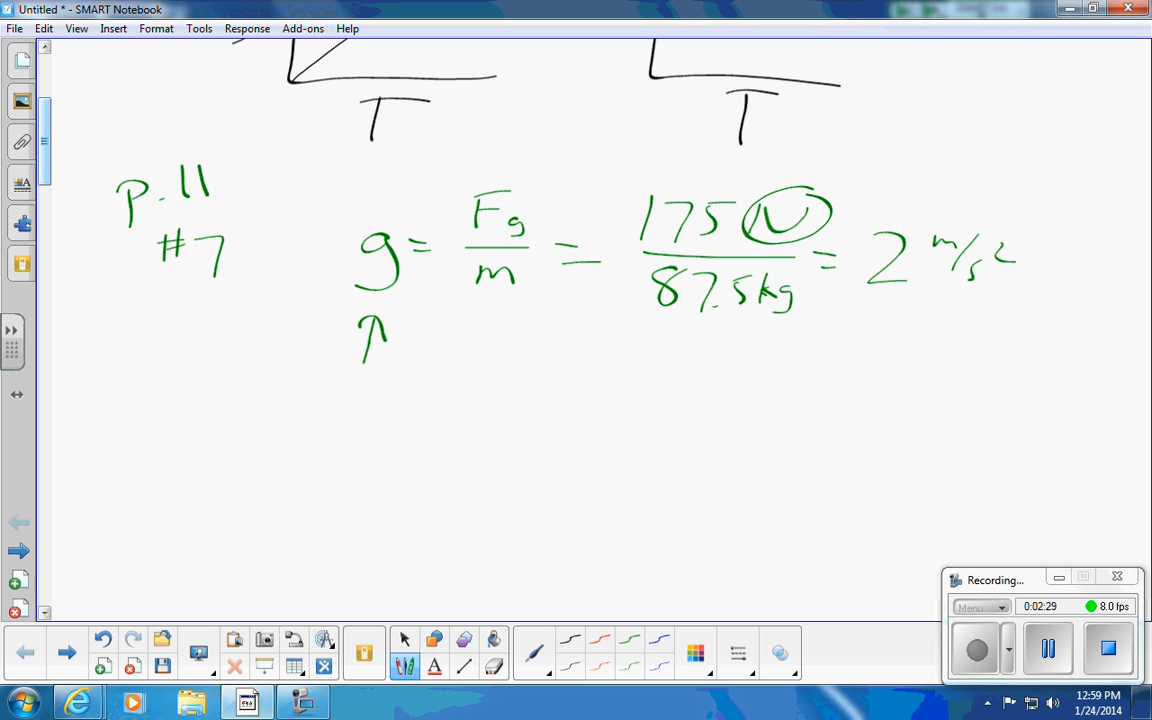 Untitled * - SMART Notebook
File Edit View Insert Format Tools Response Add-ons Help
T T
P. 11
#7
g = Fg / m = 175 N / 87.5 kg = 2 m/s2
↑
Recording...
Menu 0:02:29 8.0 fps
12:59 PM
1/24/2014